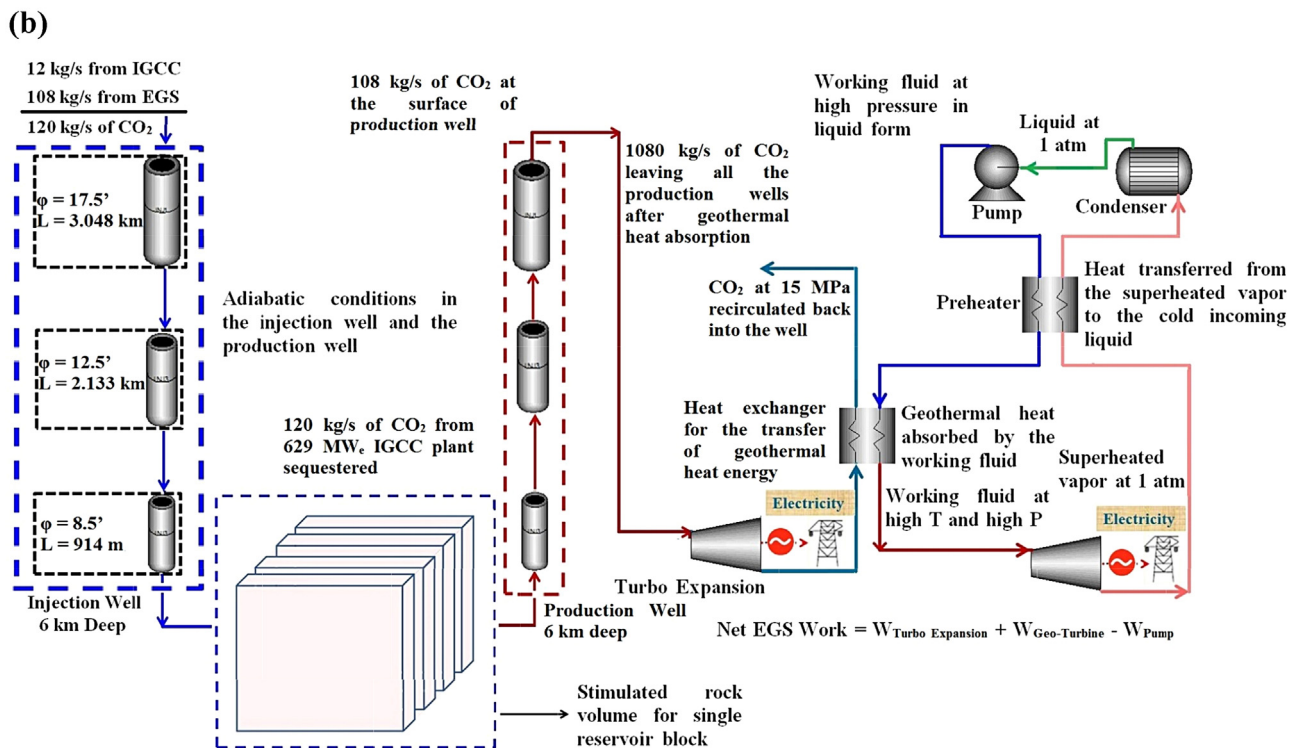 (b)
12 kg/s from IGCC
108 kg/s from EGS
120 kg/s of CO₂
φ = 17.5'
L = 3.048 km
φ = 12.5'
L = 2.133 km
φ = 8.5'
L = 914 m
Injection Well
6 km Deep
Adiabatic conditions in
the injection well and the
production well
120 kg/s of CO₂ from
629 MWₑ IGCC plant
sequestered
108 kg/s of CO₂ at
the surface of
production well
Production Well
6 km deep
Stimulated rock
volume for single
reservoir block
1080 kg/s of CO₂
leaving all the
production wells
after geothermal
heat absorption
CO₂ at 15 MPa
recirculated back
into the well
Heat exchanger
for the transfer
of geothermal
heat energy
Electricity
Turbo Expansion
Working fluid at
high pressure in
liquid form
Liquid at
1 atm
Pump
Condenser
Preheater
Heat transferred from
the superheated vapor
to the cold incoming
liquid
Geothermal heat
absorbed by the
working fluid
Working fluid at
high T and high P
Superheated
vapor at 1 atm
Electricity
Net EGS Work = W Turbo Expansion + W Geo-Turbine - W Pump